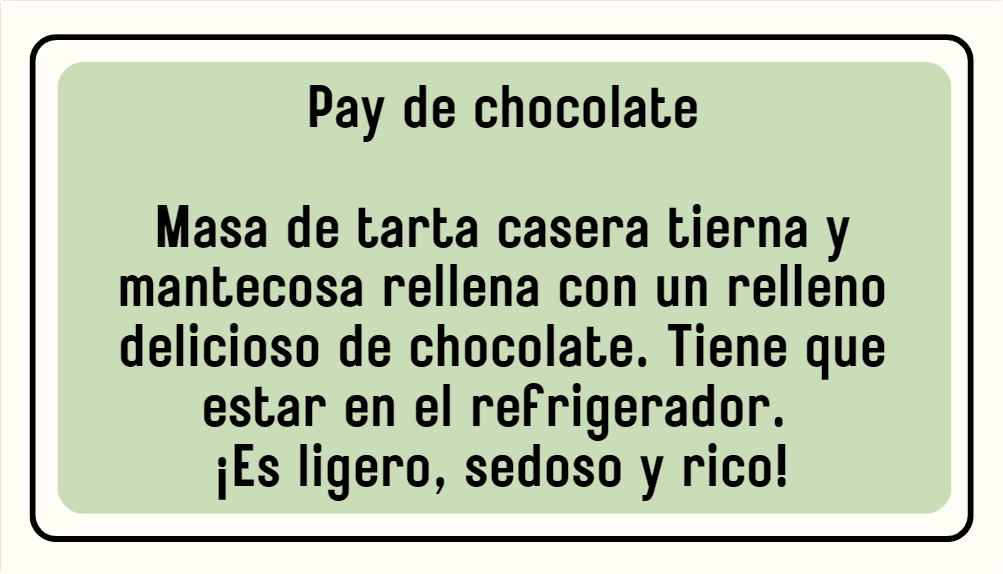 Pay de chocolate
Masa de tarta casera tierna y
mantecosa rellena con un relleno
delicioso de chocolate. Tiene que
estar en el refrigerador.
¡Es ligero, sedoso y rico!